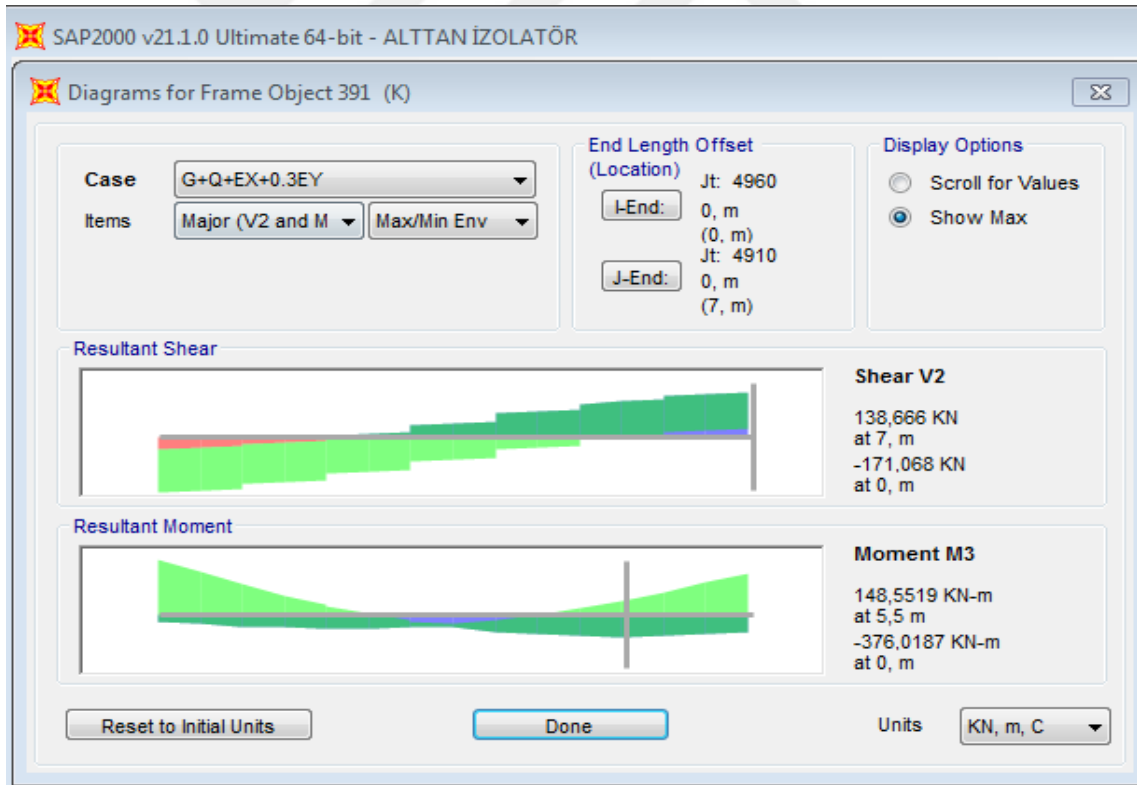 SAP2000 v21.1.0 Ultimate 64-bit - ALTTAN İZOLATÖR
Diagrams for Frame Object 391 (K)
Case
G+Q+EX+0.3EY
Items
Major (V2 and M
Max/Min Env
End Length Offset
(Location)
I-End:
Jt: 4960
0, m
(0, m)
J-End:
Jt: 4910
0, m
(7, m)
Display Options
Scroll for Values
Show Max
Resultant Shear
Shear V2
138,666 KN
at 7, m
-171,068 KN
at 0, m
Resultant Moment
Moment M3
148,5519 KN-m
at 5,5 m
-376,0187 KN-m
at 0, m
Reset to Initial Units
Done
Units
KN, m, C